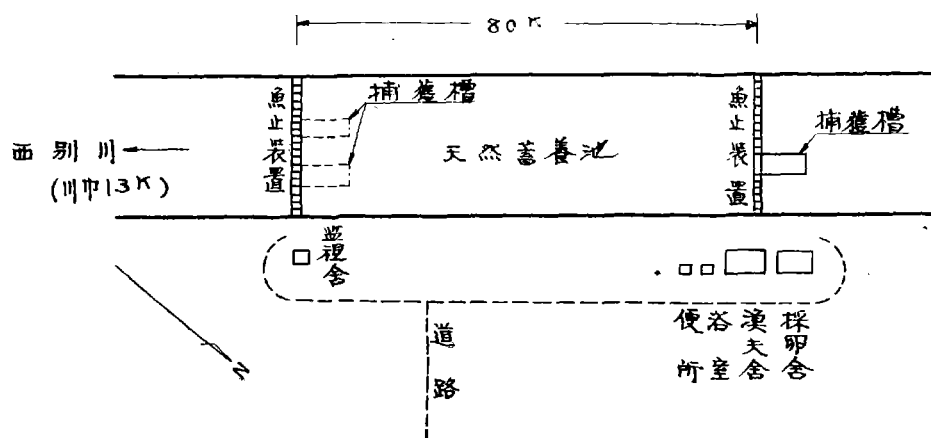 80K
魚止装置
捕獲槽
天然蓄養池
魚止装置
捕獲槽
西別川
(川巾13K)
監視舎
N
道路
便所
浴室
漁夫舎
採卵舎